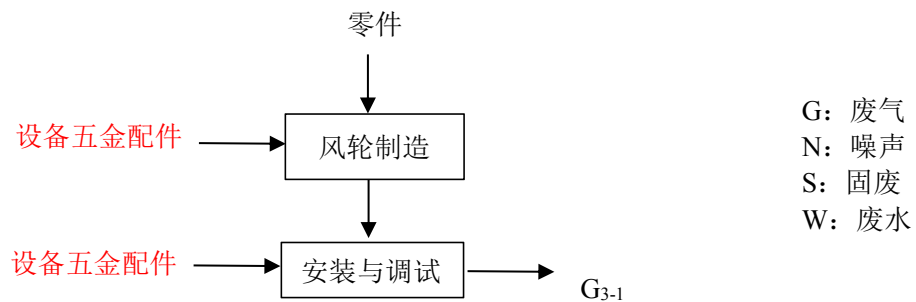 零件
设备五金配件
风轮制造
设备五金配件
安装与调试
G3-1
G：废气
N：噪声
S：固废
W：废水